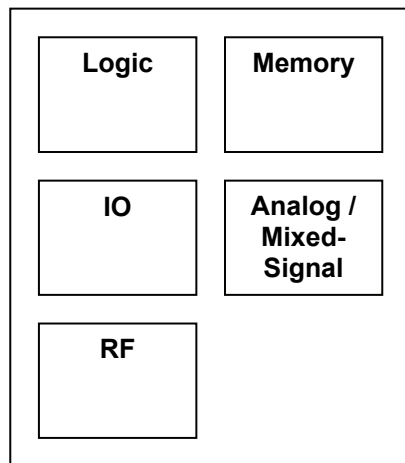 Logic
Memory
IO
Analog /
Mixed-
Signal
RF